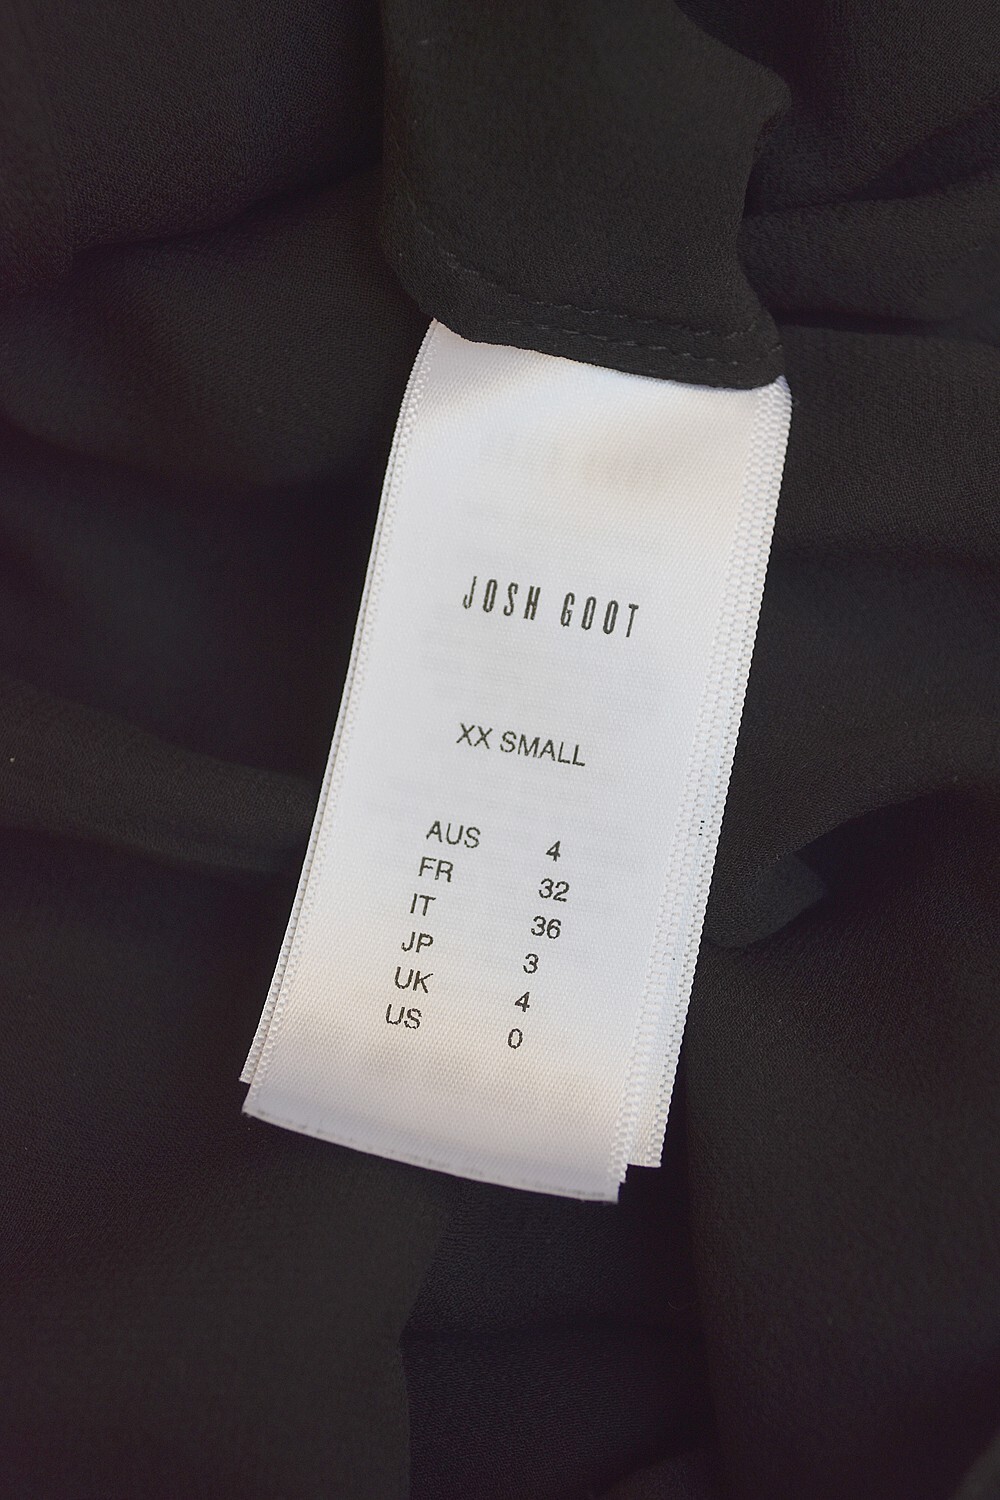 JOSH GOOT
XX SMALL
AUS 4
FR 32
IT 36
JP 3
UK 4
US 0